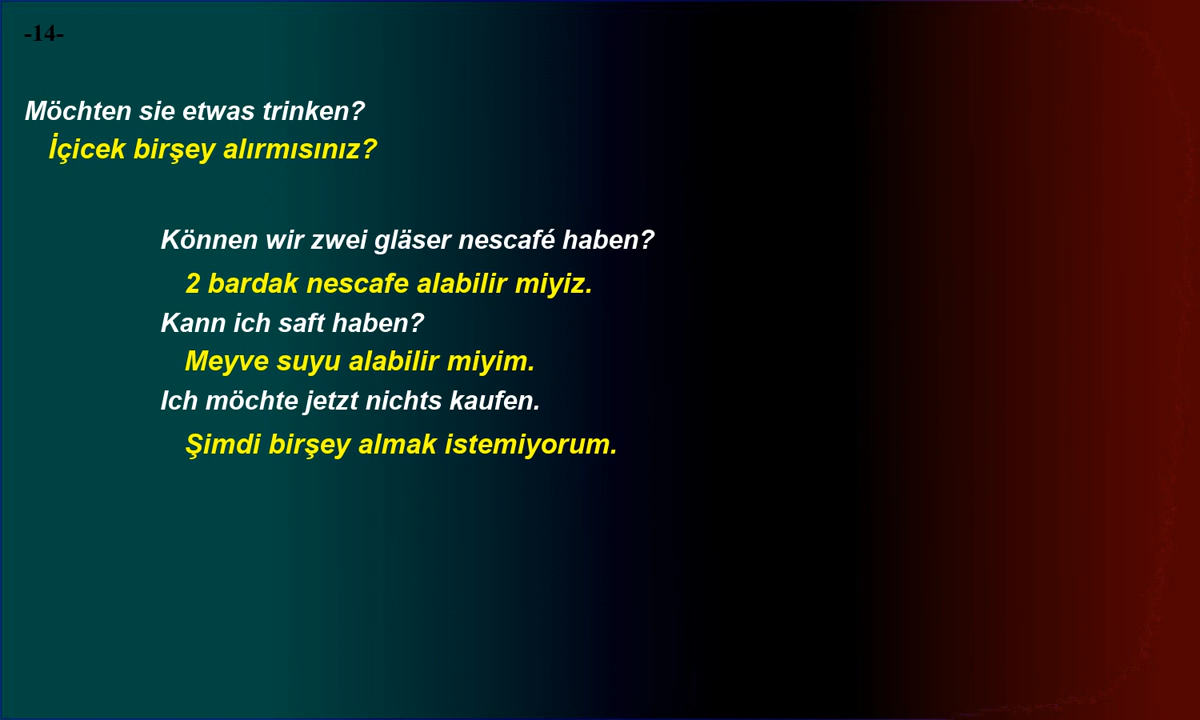 -14-
Möchten sie etwas trinken?
İçicek birşey alırmısınız?
Können wir zwei gläser nescafé haben?
2 bardak nescafe alabilir miyiz.
Kann ich saft haben?
Meyve suyu alabilir miyim.
Ich möchte jetzt nichts kaufen.
Şimdi birşey almak istemiyorum.